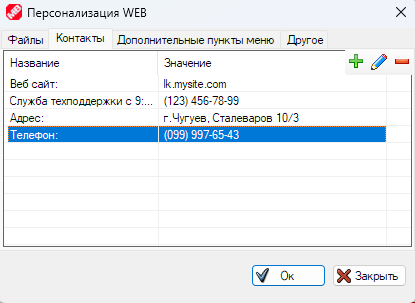 Персонализация WEB
Файлы Контакты Дополнительные пункты меню Другое
Название Значение
Веб сайт: lk.mysite.com
Служба техподдержки с 9:... (123) 456-78-99
Адрес: г.Чугуев, Сталеваров 10/3
Телефон: (099) 997-65-43
Ок Закрыть